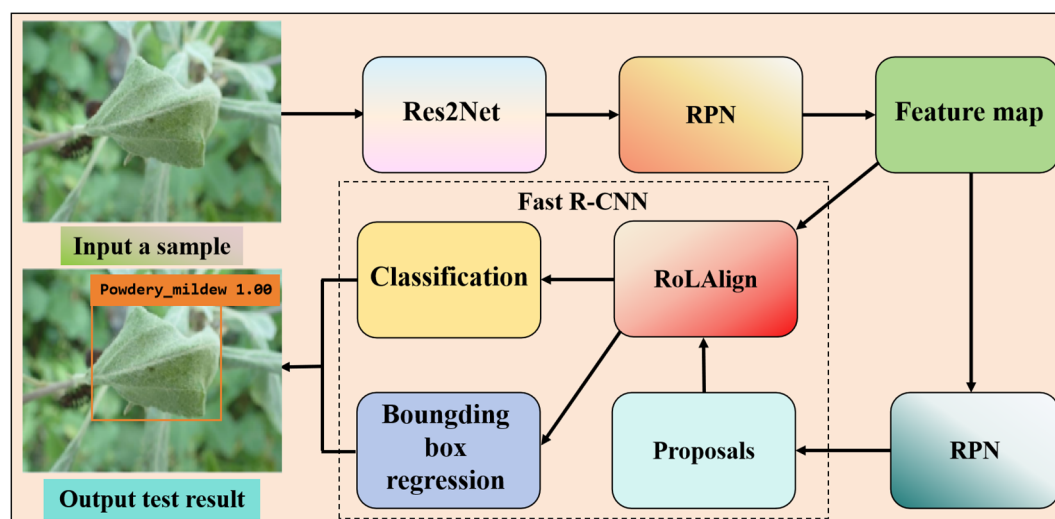 Res2Net
RPN
Feature map
Input a sample
Fast R-CNN
Classification
RoLAlign
Powdery_mildew 1.00
Boungding
box
regression
Proposals
RPN
Output test result